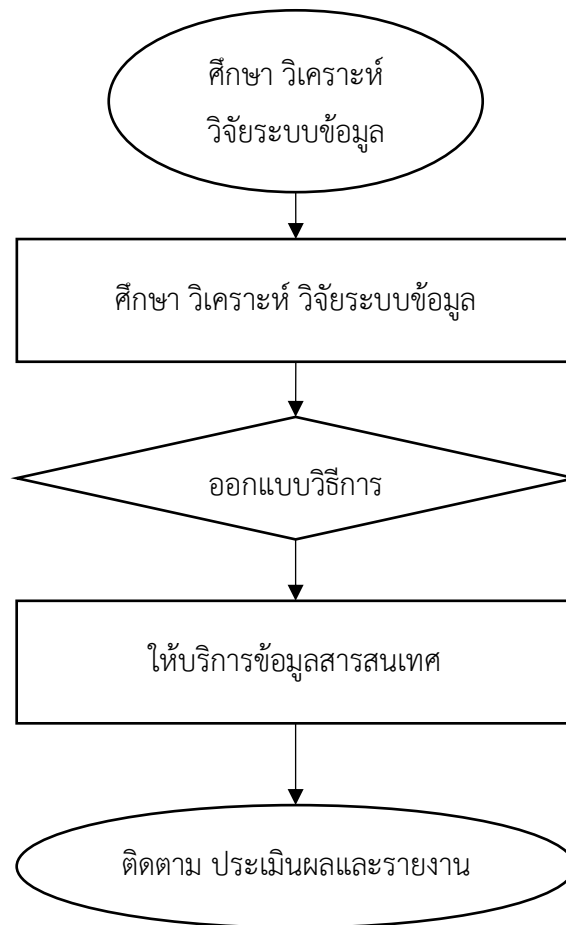 ศึกษา วิเคราะห์
วิจัยระบบข้อมูล
ศึกษา วิเคราะห์ วิจัยระบบข้อมูล
ออกแบบวิธีการ
ให้บริการข้อมูลสารสนเทศ
ติดตาม ประเมินผลและรายงาน